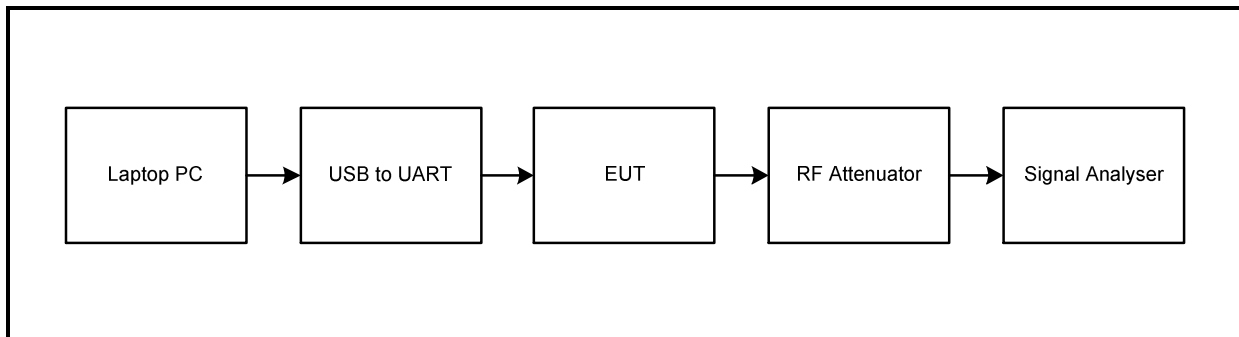 Laptop PC
USB to UART
EUT
RF Attenuator
Signal Analyser